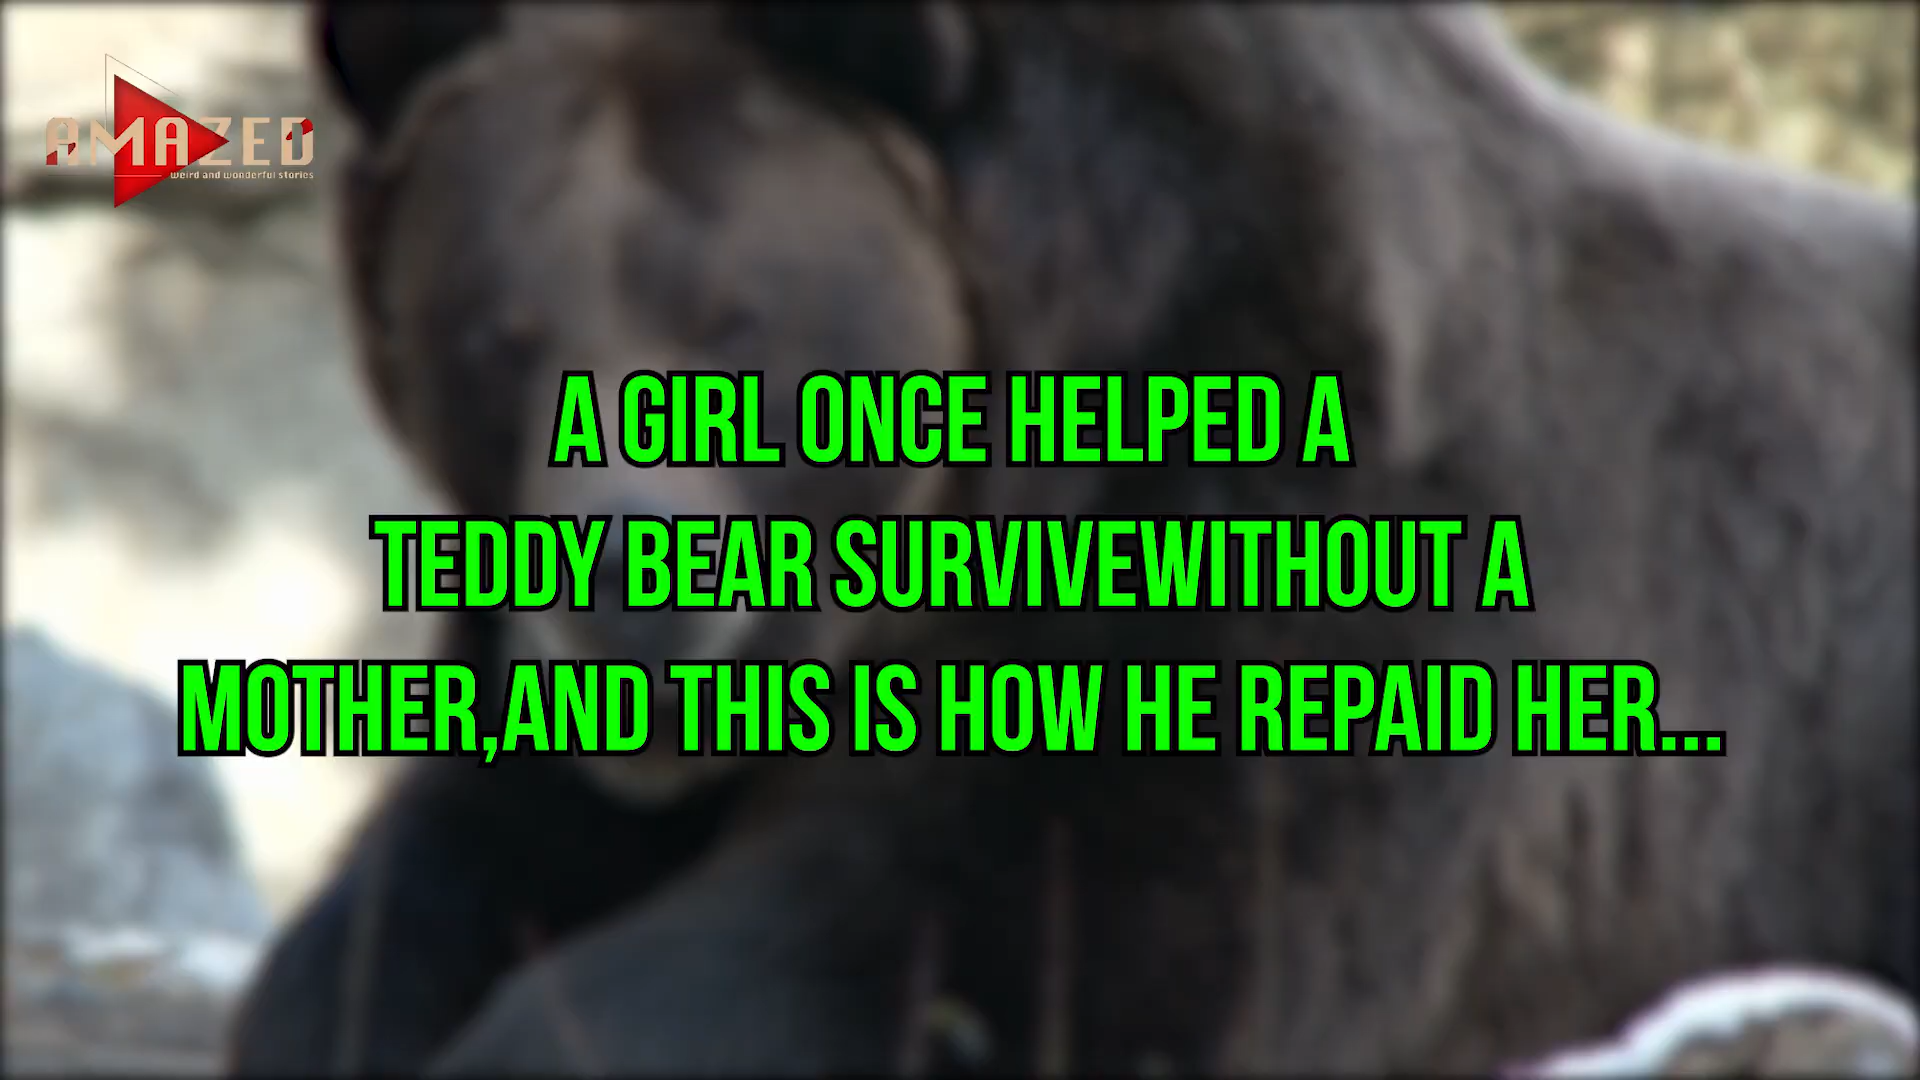 AMAZED
weird and wonderful stories
A GIRL ONCE HELPED A
TEDDY BEAR SURVIVEWITHOUT A
MOTHER,AND THIS IS HOW HE REPAID HER...